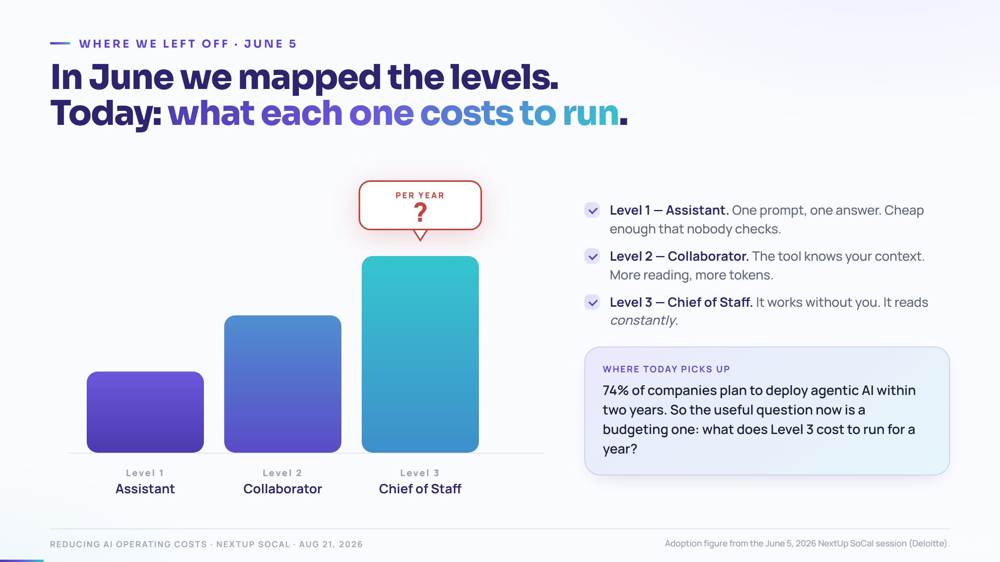 WHERE WE LEFT OFF · JUNE 5
In June we mapped the levels.
Today: what each one costs to run.
PER YEAR
?
Level 1
Assistant
Level 2
Collaborator
Level 3
Chief of Staff
Level 1 — Assistant. One prompt, one answer. Cheap
enough that nobody checks.
Level 2 — Collaborator. The tool knows your context.
More reading, more tokens.
Level 3 — Chief of Staff. It works without you. It reads
constantly.
WHERE TODAY PICKS UP
74% of companies plan to deploy agentic AI within
two years. So the useful question now is a
budgeting one: what does Level 3 cost to run for a
year?
REDUCING AI OPERATING COSTS · NEXTUP SOCAL · AUG 21, 2026
Adoption figure from the June 5, 2026 NextUp SoCal session (Deloitte).